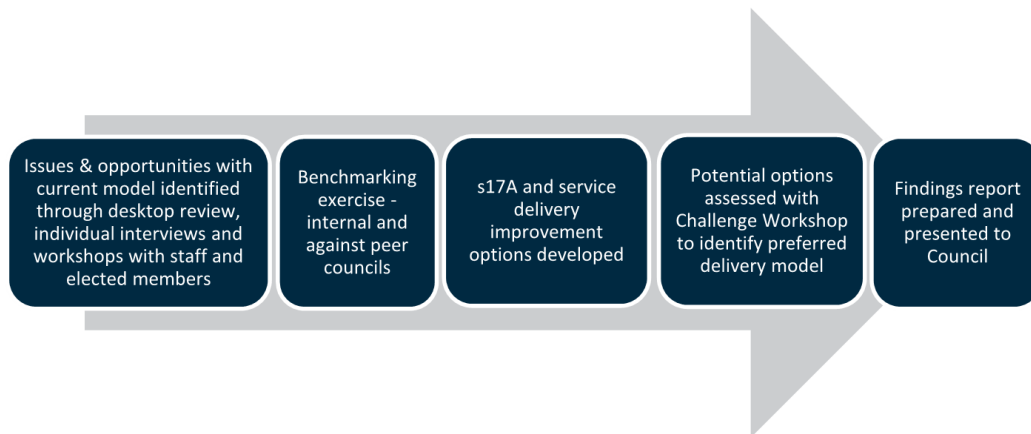 Issues & opportunities with
current model identified
through desktop review,
individual interviews and
workshops with staff and
elected members
Benchmarking
exercise -
internal and
against peer
councils
s17A and service
delivery
improvement
options developed
Potential options
assessed with
Challenge Workshop
to identify preferred
delivery model
Findings report
prepared and
presented to
Council